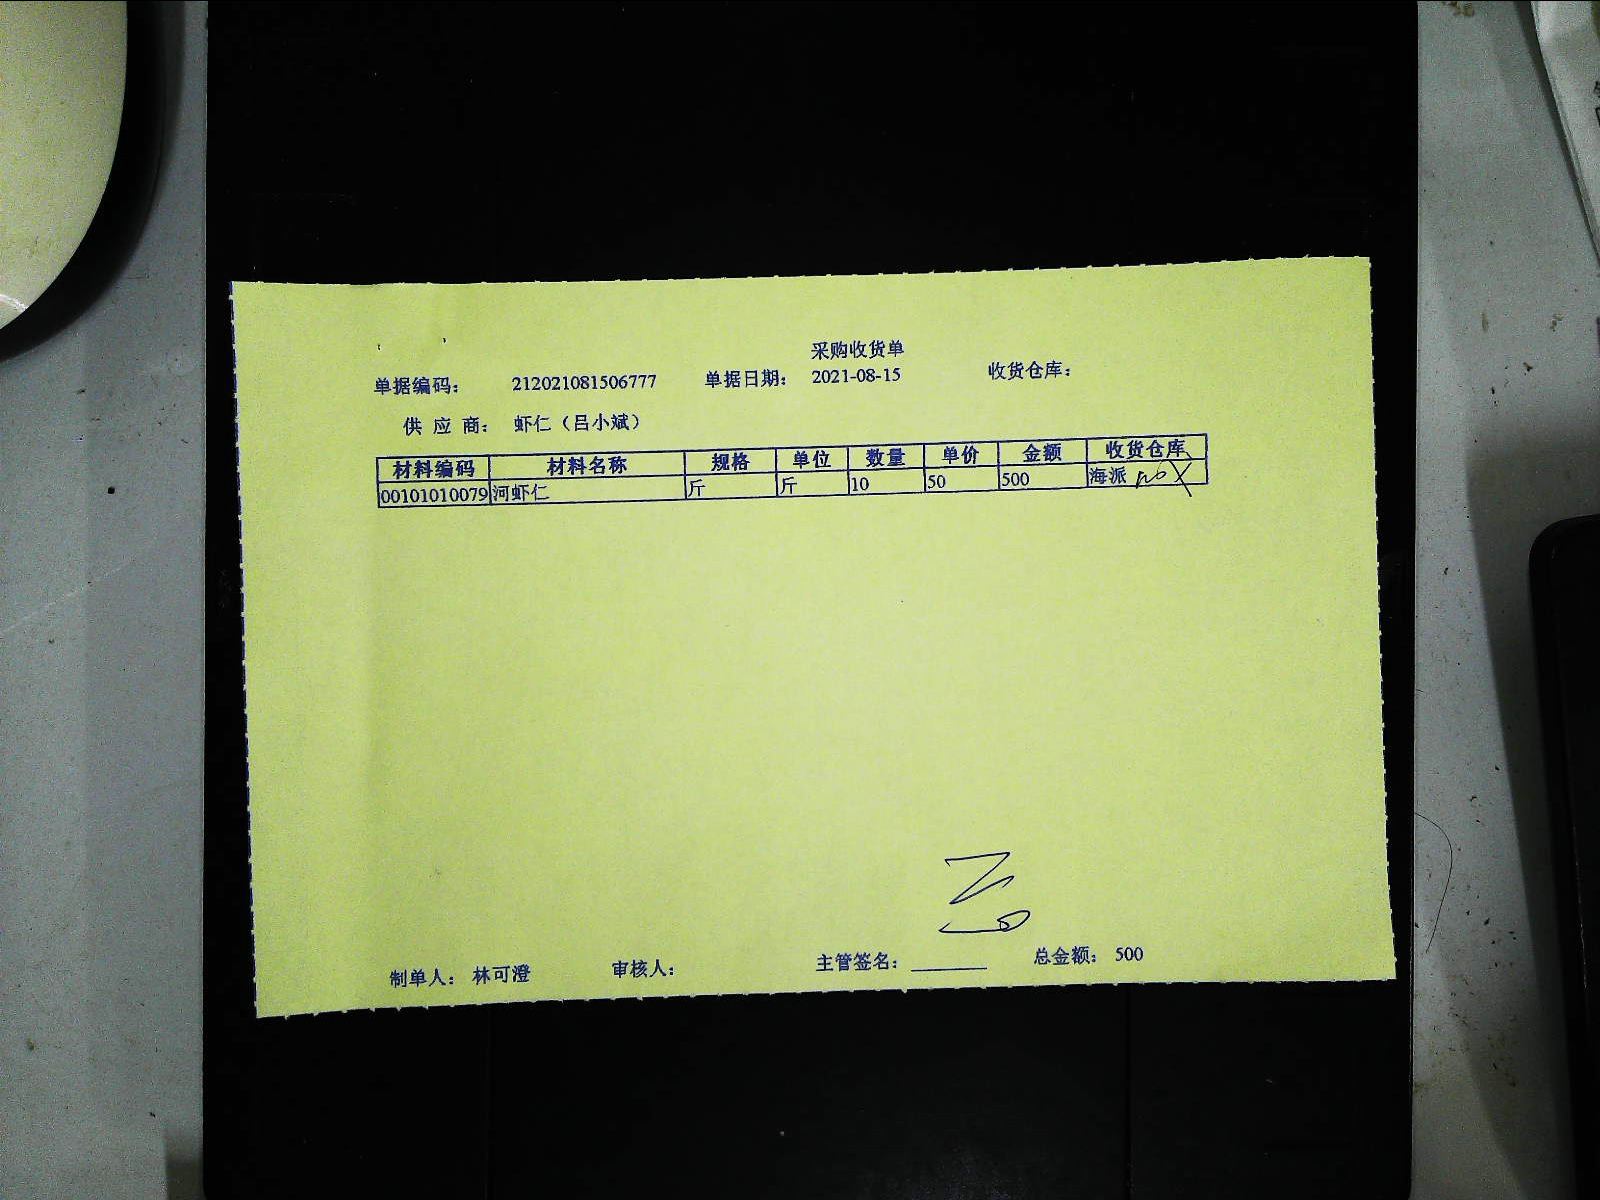 采购收货单
单据编码： 212021081506777 单据日期： 2021-08-15 收货仓库：
供 应 商： 虾仁（吕小斌）
材料编码 材料名称 规格 单位 数量 单价 金额 收货仓库
00101010079 河虾仁 斤 斤 10 50 500 海派
制单人： 林可澄 审核人： 主管签名： 总金额： 500